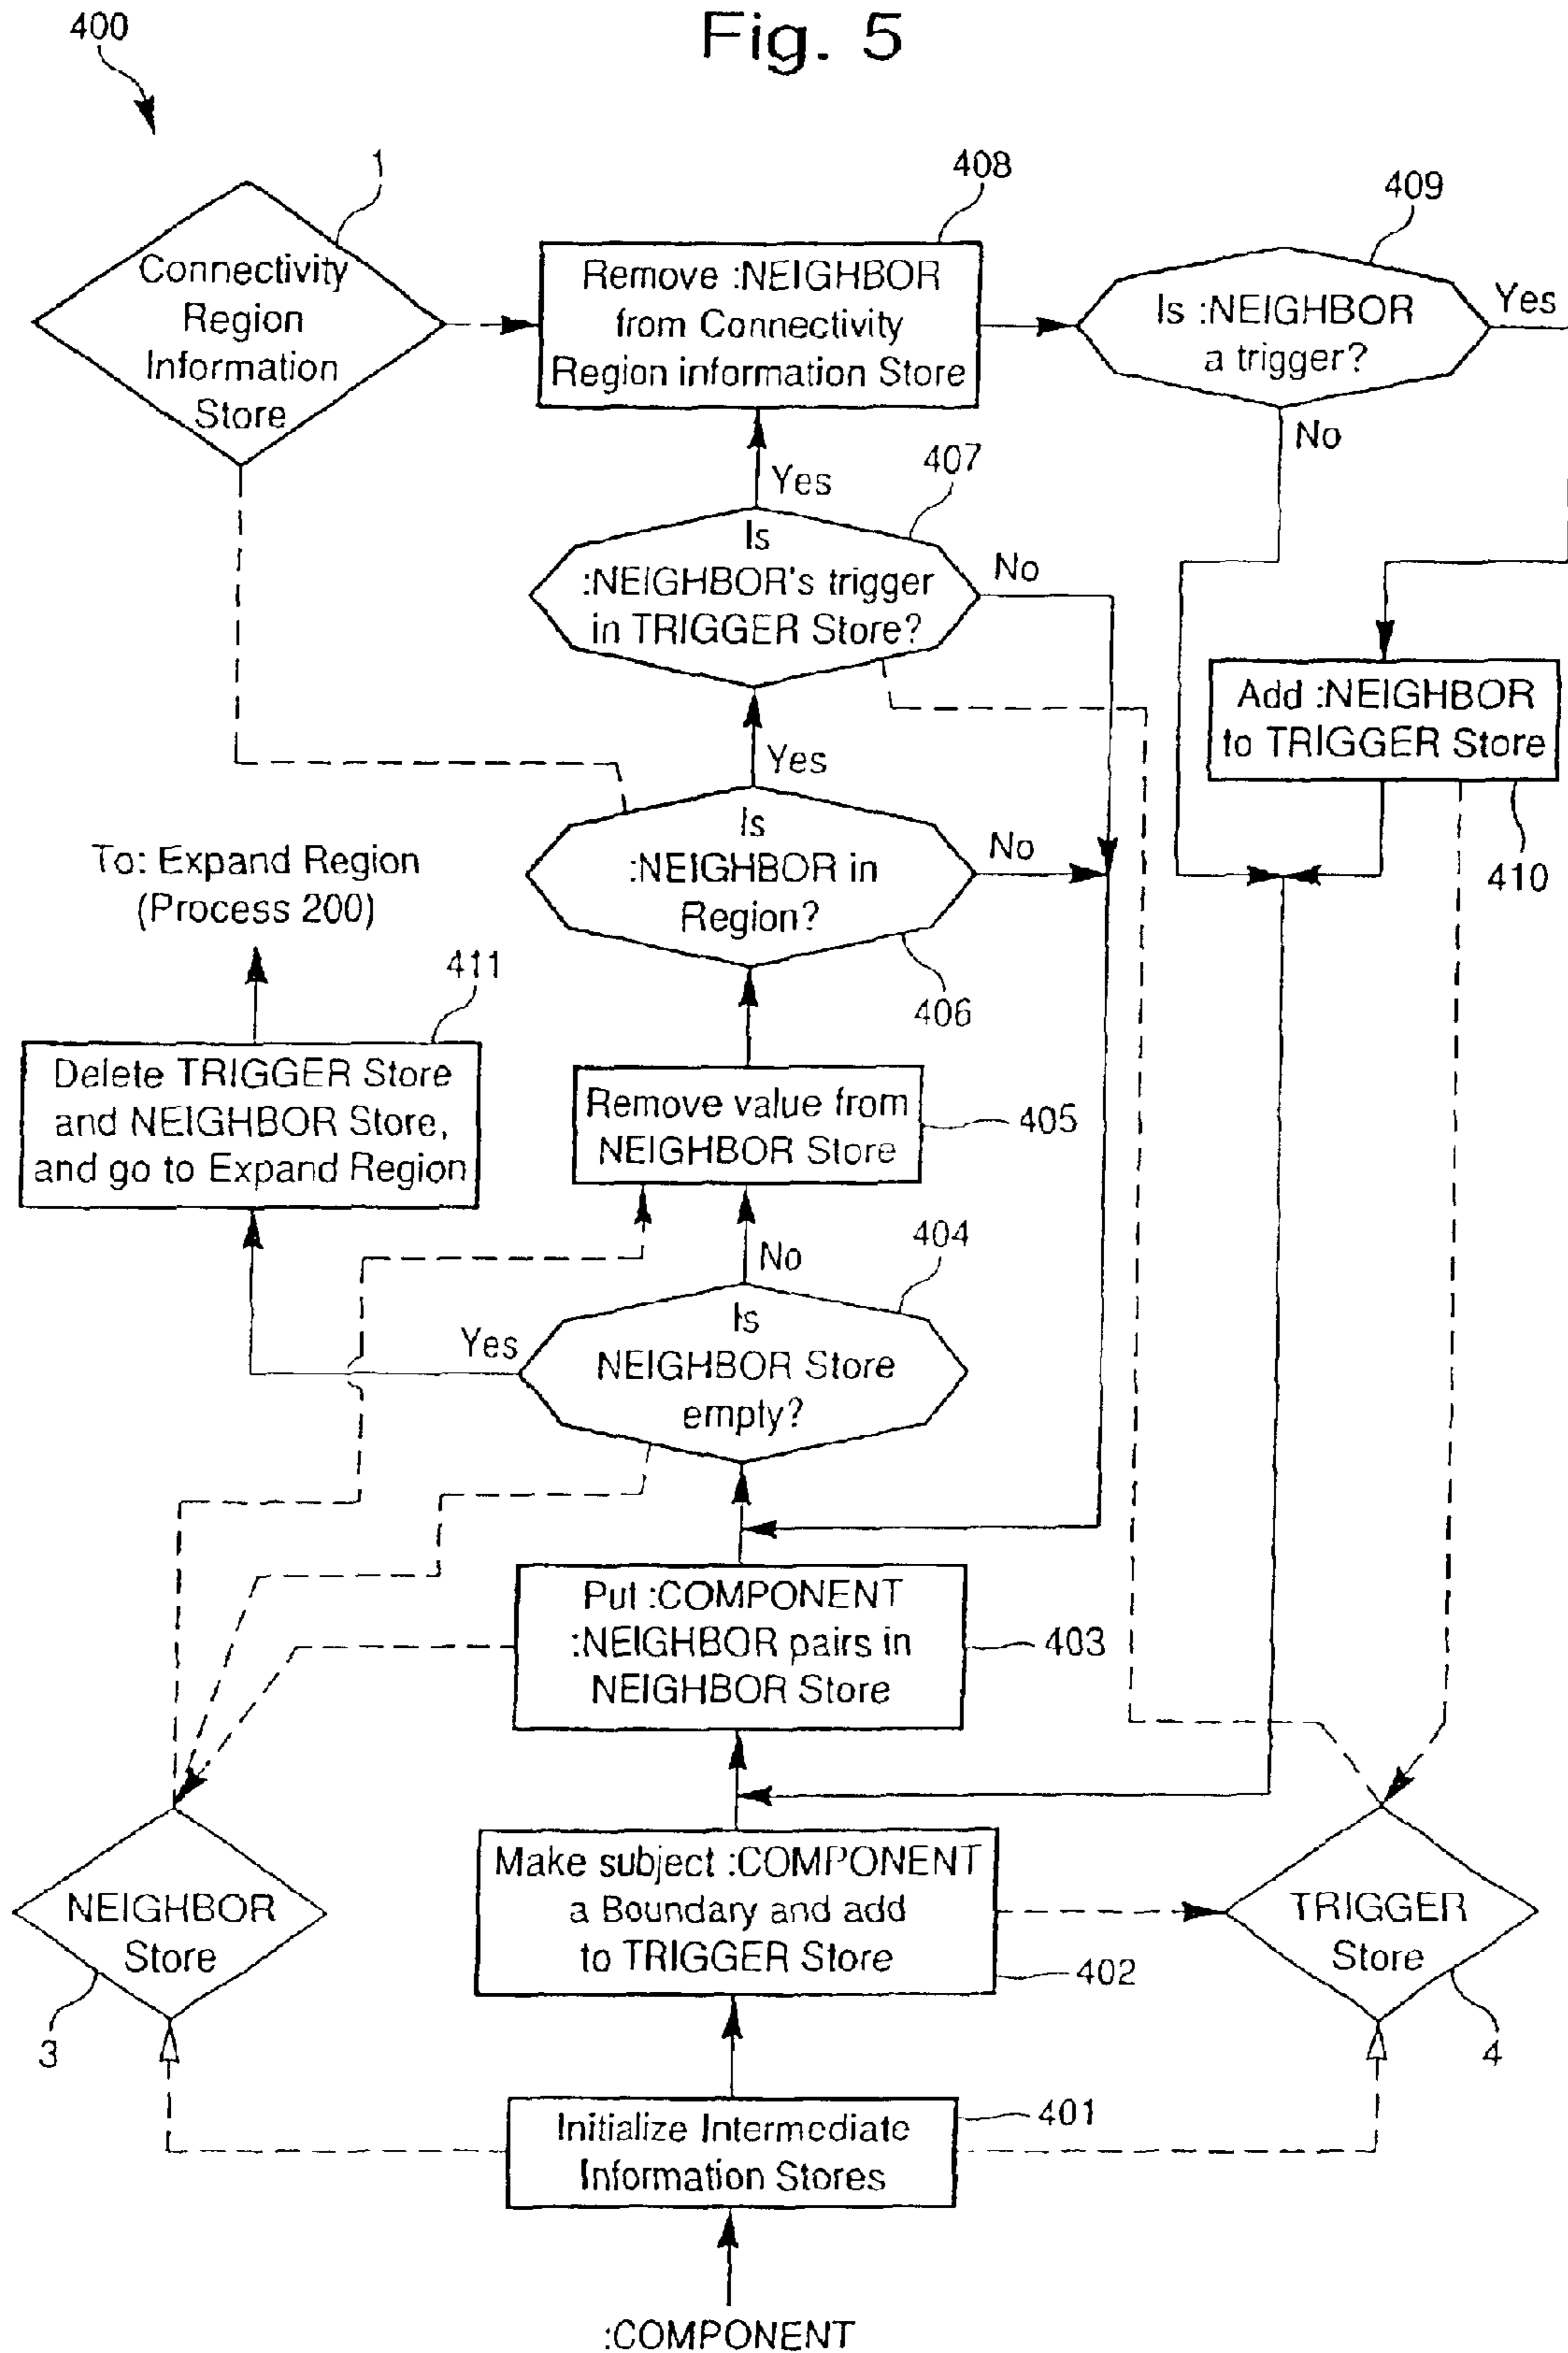 Fig. 5
400
1
Connectivity
Region
Information
Store
408
Remove :NEIGHBOR
from Connectivity
Region information Store
409
Is :NEIGHBOR
a trigger?
Yes
No
407
Yes
Is
:NEIGHBOR's trigger
in TRIGGER Store?
No
Add :NEIGHBOR
to TRIGGER Store
410
Yes
Is
:NEIGHBOR in
Region?
No
406
To: Expand Region
(Process 200)
411
Delete TRIGGER Store
and NEIGHBOR Store,
and go to Expand Region
Remove value from
NEIGHBOR Store
405
No
404
Yes
Is
NEIGHBOR Store
empty?
Put :COMPONENT
:NEIGHBOR pairs in
NEIGHBOR Store
403
Make subject :COMPONENT
a Boundary and add
to TRIGGER Store
402
NEIGHBOR
Store
3
TRIGGER
Store
4
Initialize Intermediate
Information Stores
401
:COMPONENT